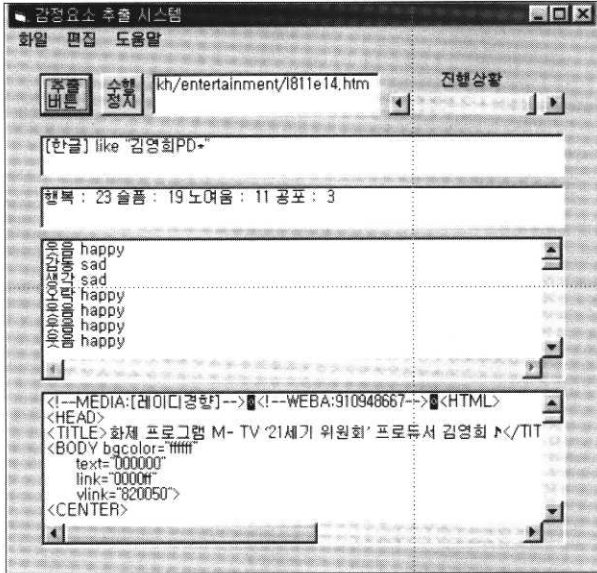 감정요소 추출 시스템
화일 편집 도움말
추출 버튼
수행 정지
kh/entertainment/l811e14.htm
진행상황
[한글] like "김영희PD*"
행복 : 23 슬픔 : 19 노여움 : 11 공포 : 3
웃음 happy
감동 sad
생각 sad
오락 happy
웃음 happy
웃음 happy
웃음 happy
<!--MEDIA:[레이디경향]--><!--WEBA:910948667--><HTML>
<HEAD>
<TITLE>화제 프로그램 M- TV '21세기 위원회' 프로듀서 김영희 ♪</TIT
<BODY bgcolor="ffffff"
text="000000"
link="0000ff"
vlink="820050">
<CENTER>